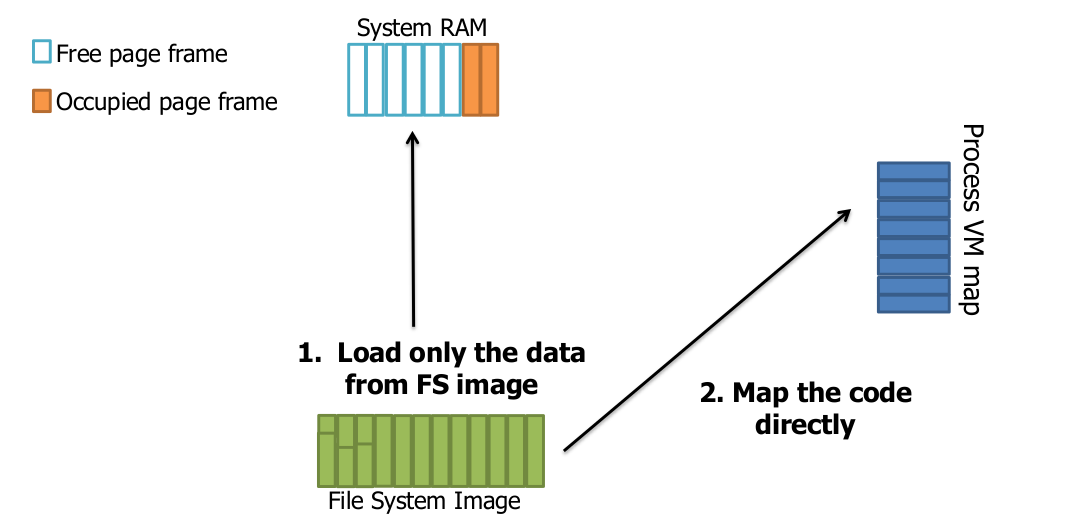 System RAM
Free page frame
Occupied page frame
Process VM map
1. Load only the data
from FS image
2. Map the code
directly
File System Image